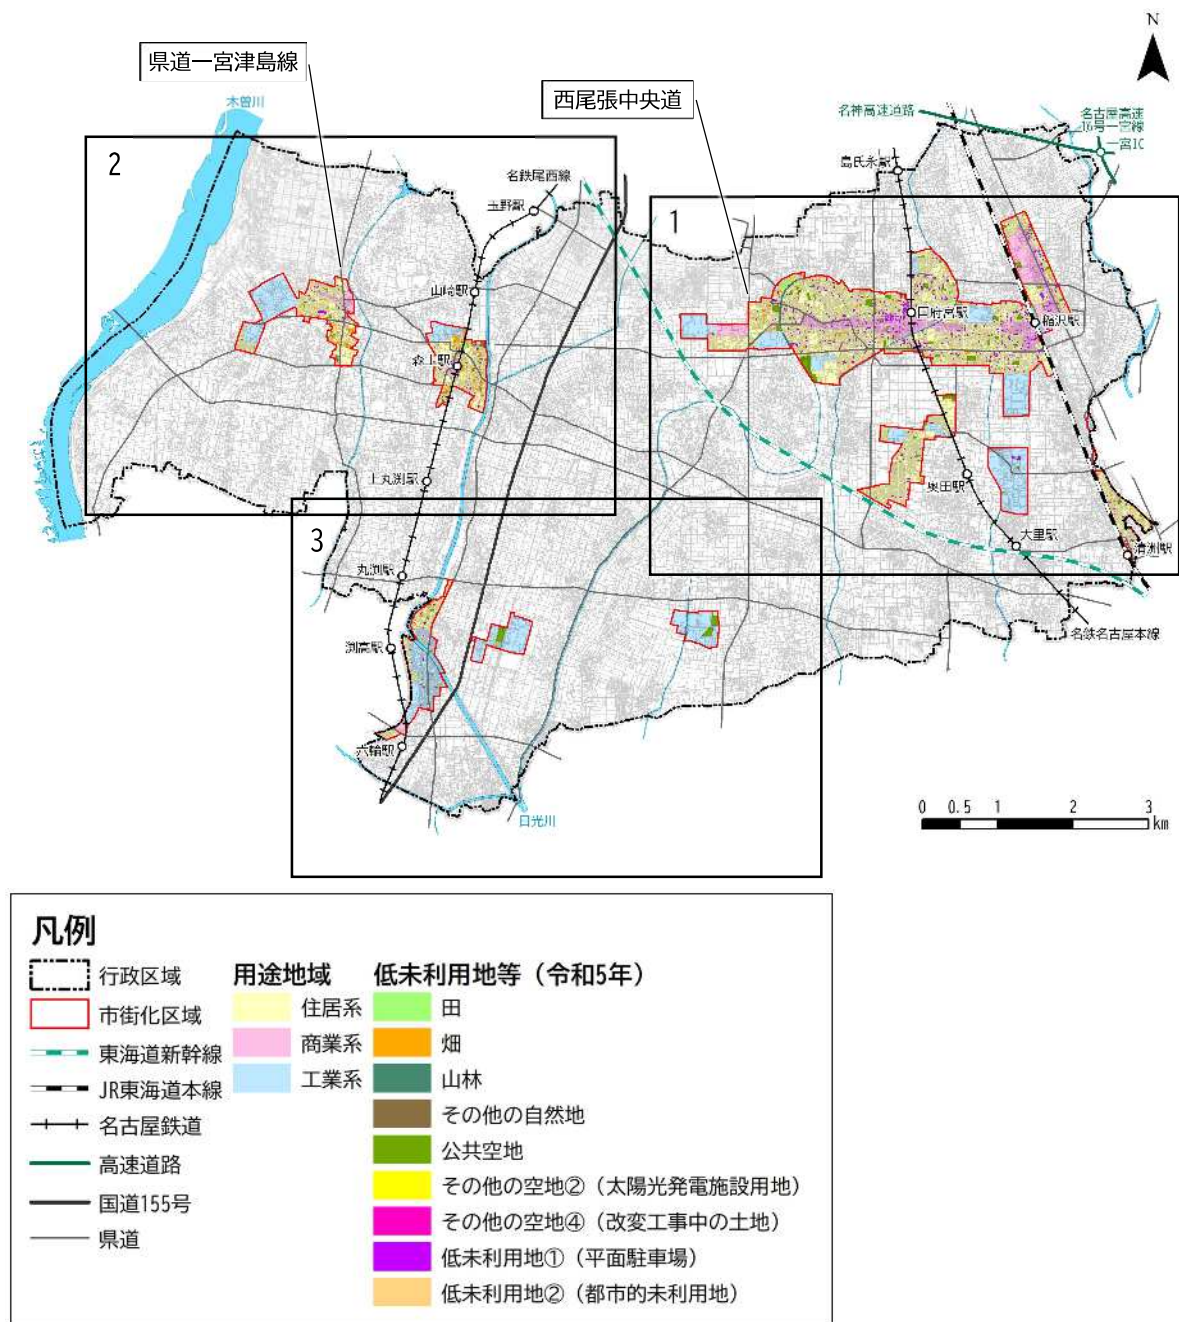 N
県道一宮津島線
西尾張中央道
木曽川
名神高速道路
名古屋高速
16号一宮線
一宮IC
2
名鉄尾西線
島氏永駅
玉野駅
1
山崎駅
国府宮駅
稲沢駅
森上駅
上丸渕駅
奥田駅
3
大里駅
清洲駅
丸渕駅
名鉄名古屋本線
渕高駅
六輪駅
日光川
0 0.5 1 2 3
km
凡例
行政区域
市街化区域
東海道新幹線
JR東海道本線
名古屋鉄道
高速道路
国道155号
県道
用途地域
住居系
商業系
工業系
低未利用地等（令和5年）
田
畑
山林
その他の自然地
公共空地
その他の空地②（太陽光発電施設用地）
その他の空地④（改変工事中の土地）
低未利用地①（平面駐車場）
低未利用地②（都市的未利用地）